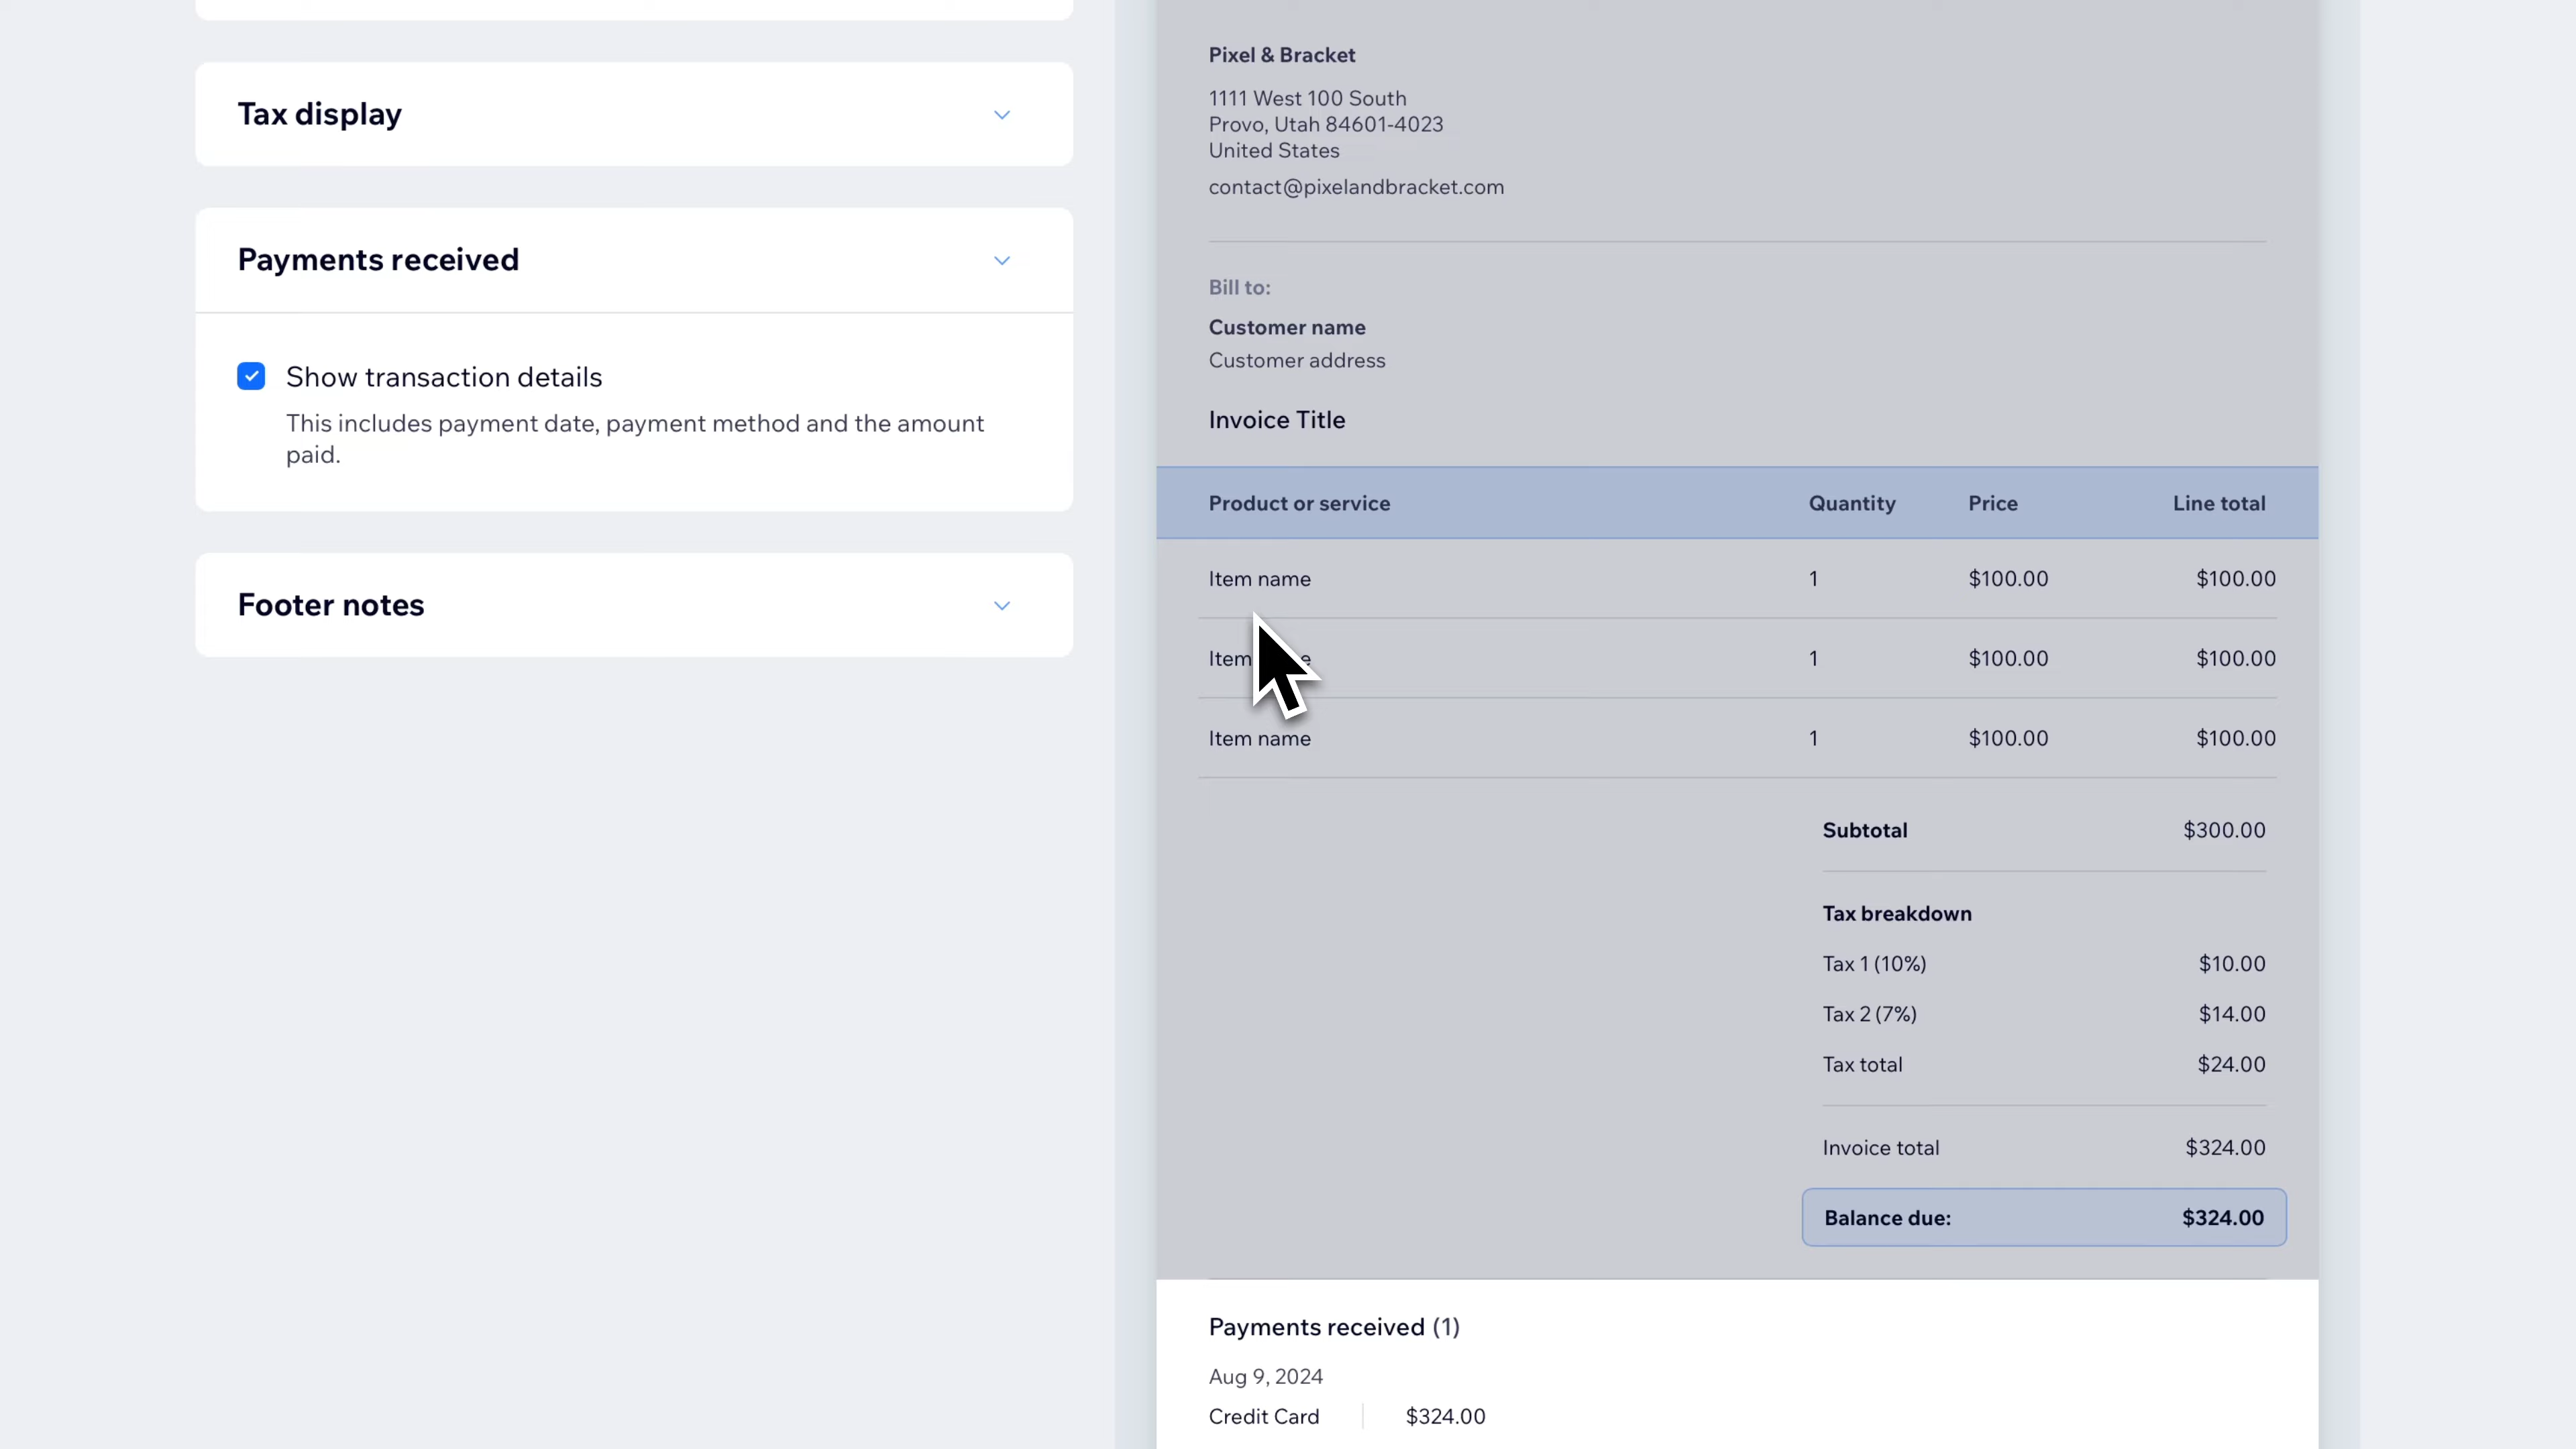 Tax display
Payments received
Show transaction details
This includes payment date, payment method and the amount
paid.
Footer notes
Pixel & Bracket
1111 West 100 South
Provo, Utah 84601-4023
United States
contact@pixelandbracket.com
Bill to:
Customer name
Customer address
Invoice Title
Product or service Quantity Price Line total
Item name 1 $100.00 $100.00
Item 1 $100.00 $100.00
Item name 1 $100.00 $100.00
Subtotal $300.00
Tax breakdown
Tax 1 (10%) $10.00
Tax 2 (7%) $14.00
Tax total $24.00
Invoice total $324.00
Balance due: $324.00
Payments received (1)
Aug 9, 2024
Credit Card $324.00